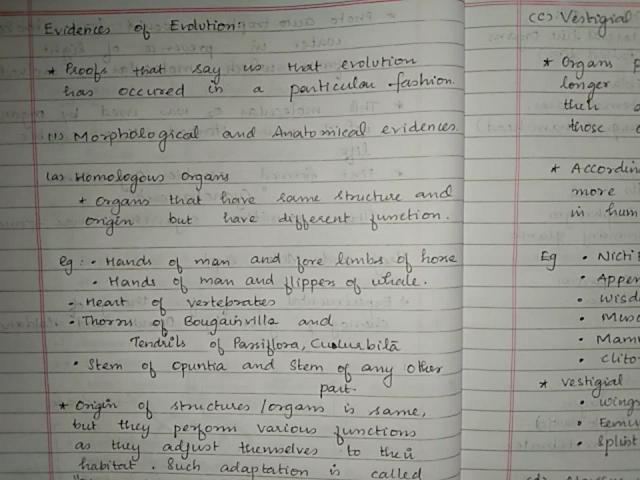 Evidences of Evolution:
* Proofs that say us that evolution
has occured in a particular fashion.
(1) Morphological and Anatomical evidences.
(a) Homologous Organs
* Organs that have same structure and
origin but have different function.
eg: • Hands of man and fore limbs of horse
• Hands of man and flippers of whale.
• Heart of vertebrates
• Thorns of Bougainvilla and
Tendrils of Passiflora, Cucurbita
• Stem of Opuntia and Stem of any other
part.
* Origin of structures/organs is same,
but they perform various functions
as they adjust themselves to their
habitat. Such adaptation is called
(c) Vestigial
* Organs
longer
then
those
* Accordin
more
in hum
Eg • Nicti
• Appen
• Wisd
• Musc
• Mam
• Clito
* vestigial
• Wings
• Femu
• Splint